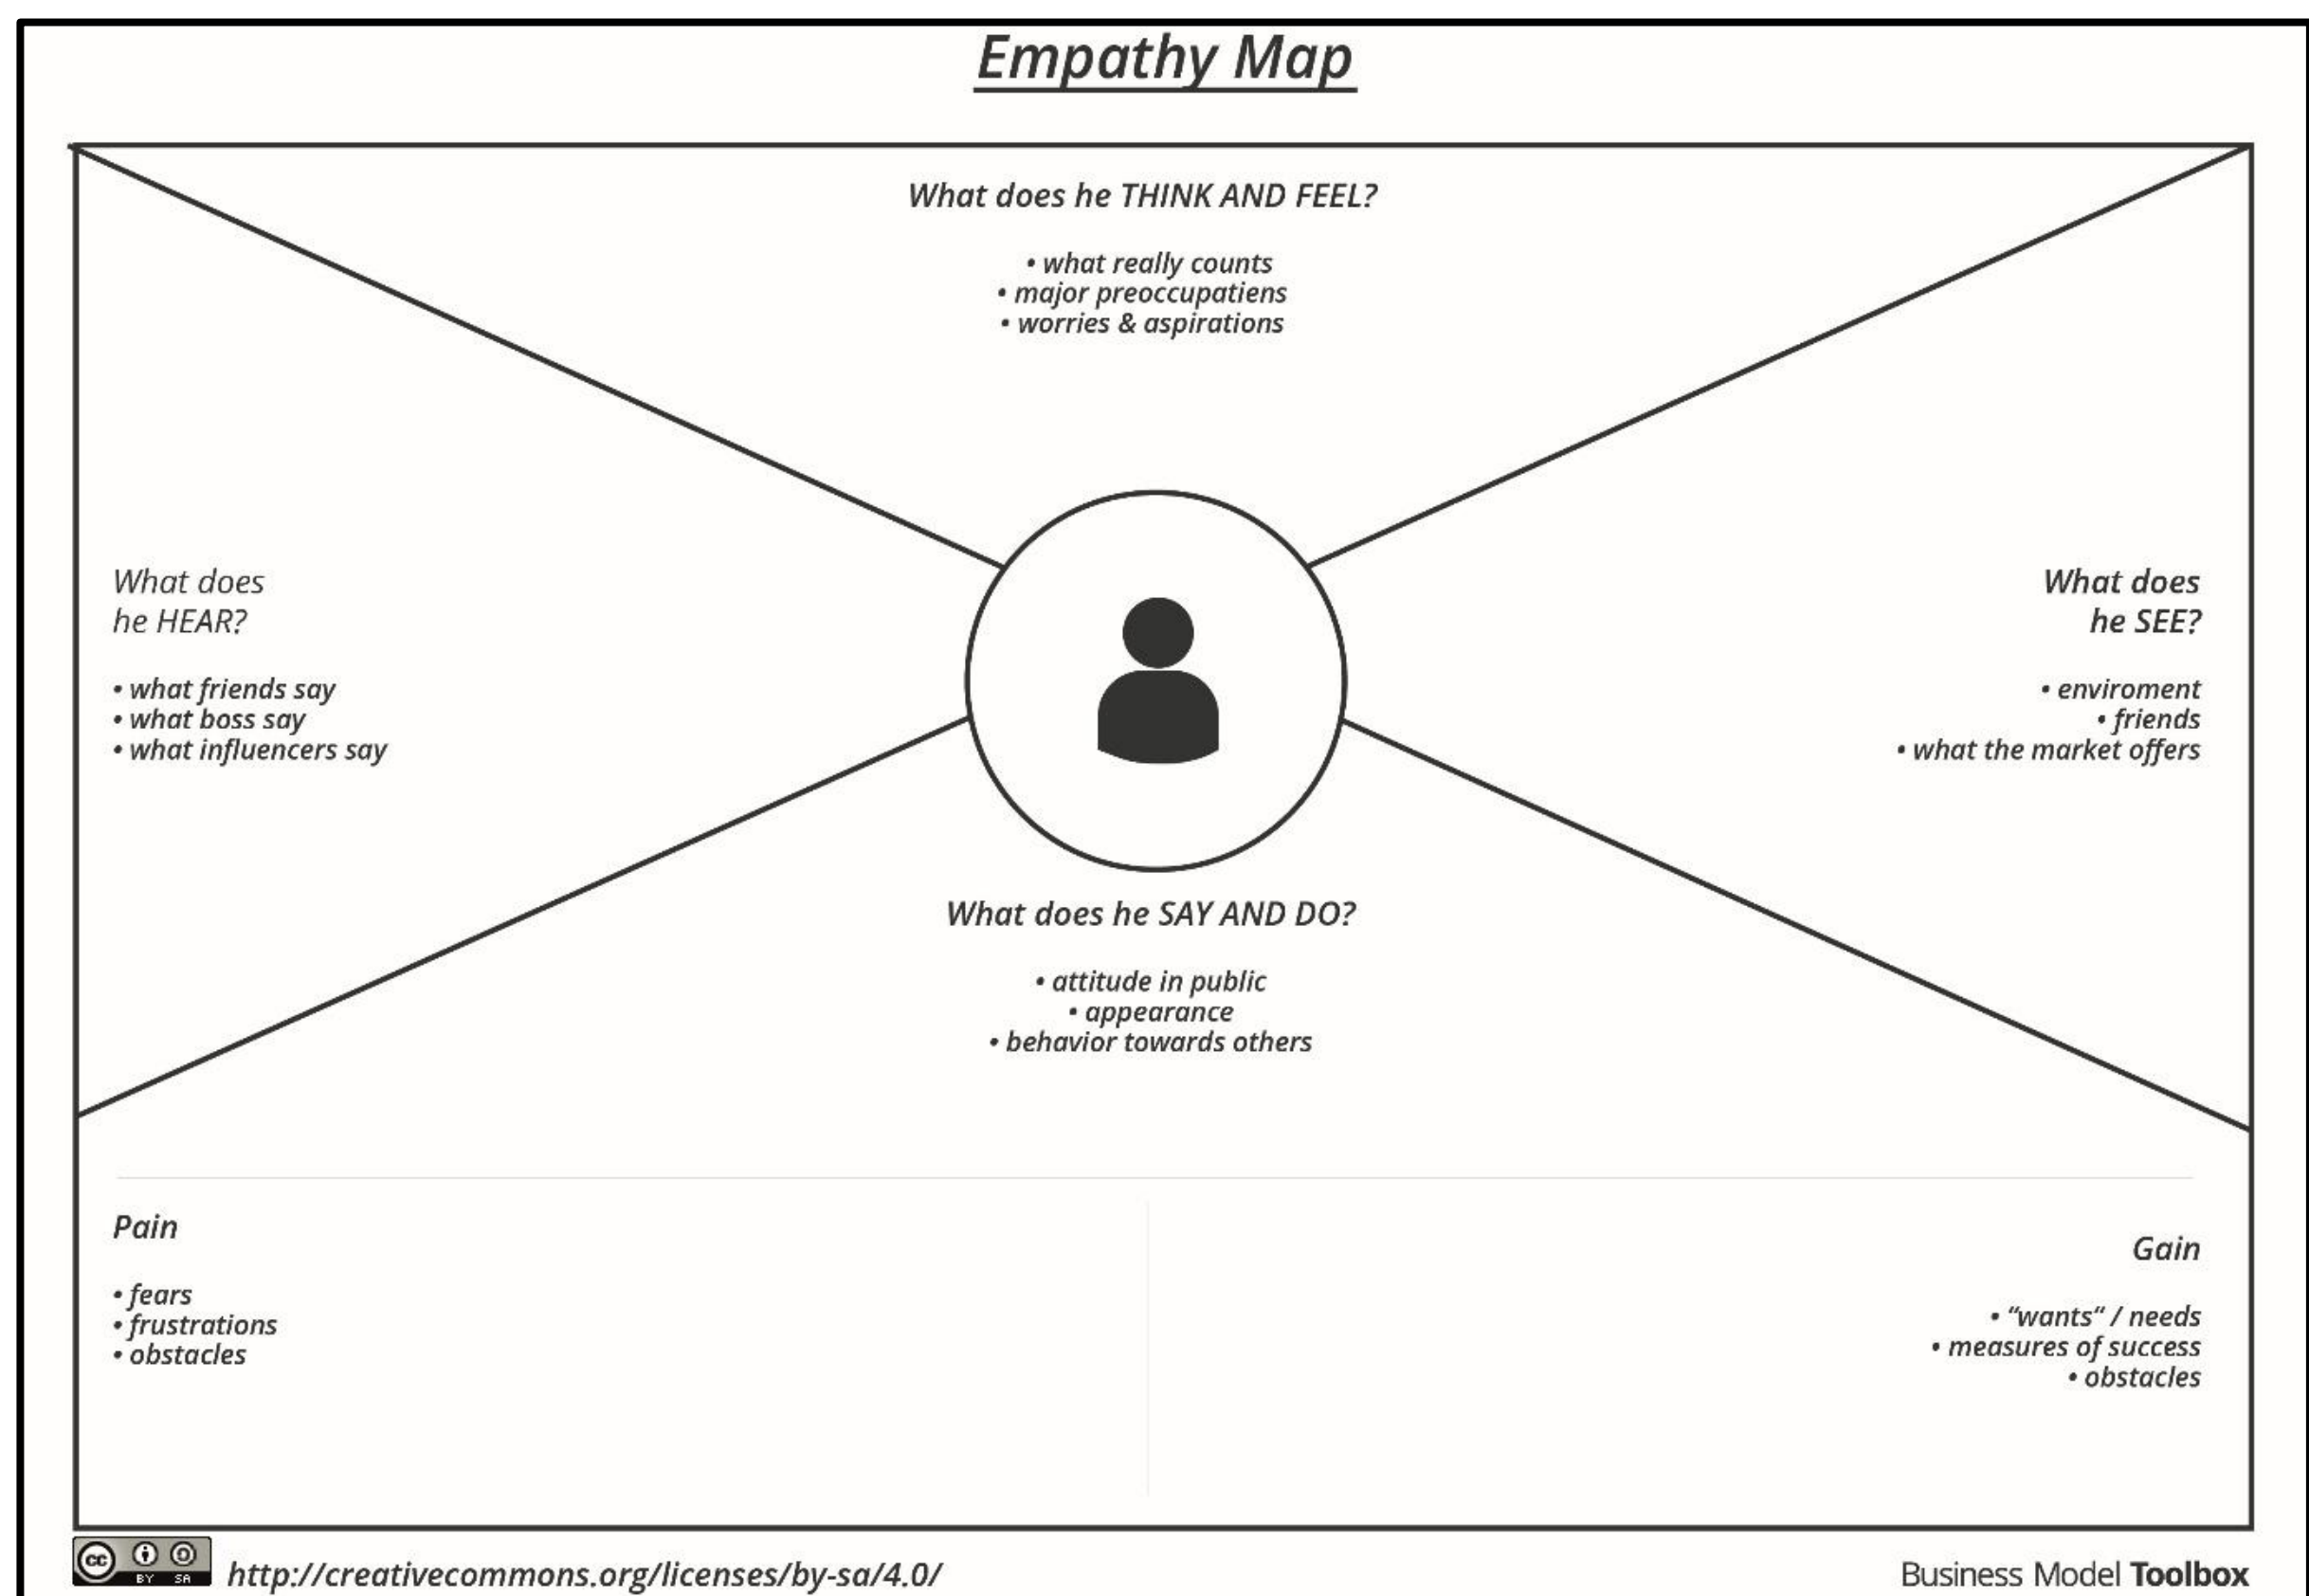 Empathy Map
What does he THINK AND FEEL?
• what really counts
• major preoccupatiens
• worries & aspirations
What does
he HEAR?
• what friends say
• what boss say
• what influencers say
What does
he SEE?
• enviroment
• friends
• what the market offers
What does he SAY AND DO?
• attitude in public
• appearance
• behavior towards others
Pain
• fears
• frustrations
• obstacles
Gain
• “wants“ / needs
• measures of success
• obstacles
cc BY SA
http://creativecommons.org/licenses/by-sa/4.0/
Business Model Toolbox